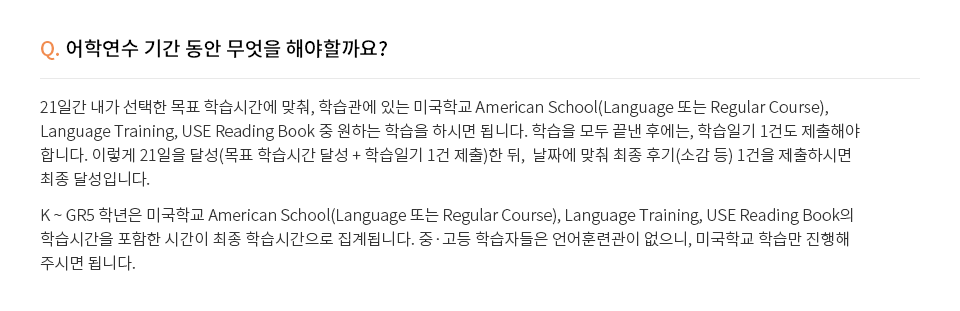 Q. 어학연수 기간 동안 무엇을 해야할까요?
21일간 내가 선택한 목표 학습시간에 맞춰, 학습관에 있는 미국학교 American School(Language 또는 Regular Course),
Language Training, USE Reading Book 중 원하는 학습을 하시면 됩니다. 학습을 모두 끝낸 후에는, 학습일기 1건도 제출해야
합니다. 이렇게 21일을 달성(목표 학습시간 달성 + 학습일기 1건 제출)한 뒤, 날짜에 맞춰 최종 후기(소감 등) 1건을 제출하시면
최종 달성입니다.
K ~ GR5 학년은 미국학교 American School(Language 또는 Regular Course), Language Training, USE Reading Book의
학습시간을 포함한 시간이 최종 학습시간으로 집계됩니다. 중·고등 학습자들은 언어훈련관이 없으니, 미국학교 학습만 진행해
주시면 됩니다.